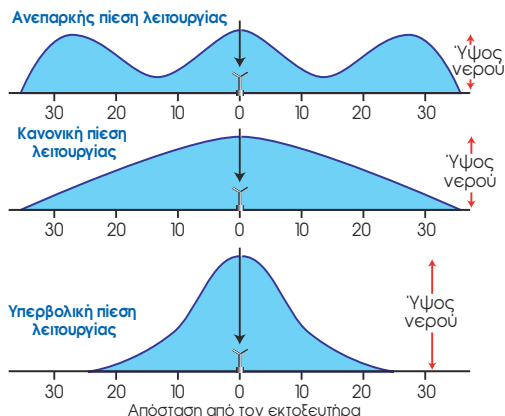 Ανεπαρκής πίεση λειτουργίας
Ύψος
νερού
30 20 10 0 10 20 30
Κανονική πίεση
λειτουργίας
Ύψος
νερού
30 20 10 0 10 20 30
Υπερβολική πίεση
λειτουργίας
Ύψος
νερού
30 20 10 0 10 20 30
Απόσταση από τον εκτοξευτήρα